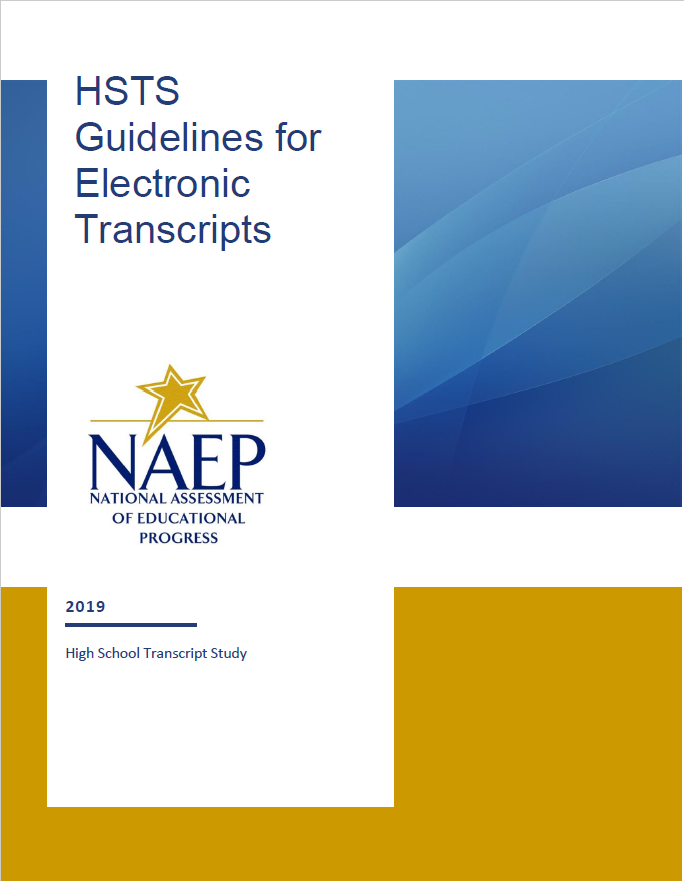 HSTS
Guidelines for
Electronic
Transcripts
NAEP
NATIONAL ASSESSMENT
OF EDUCATIONAL
PROGRESS
2019
High School Transcript Study